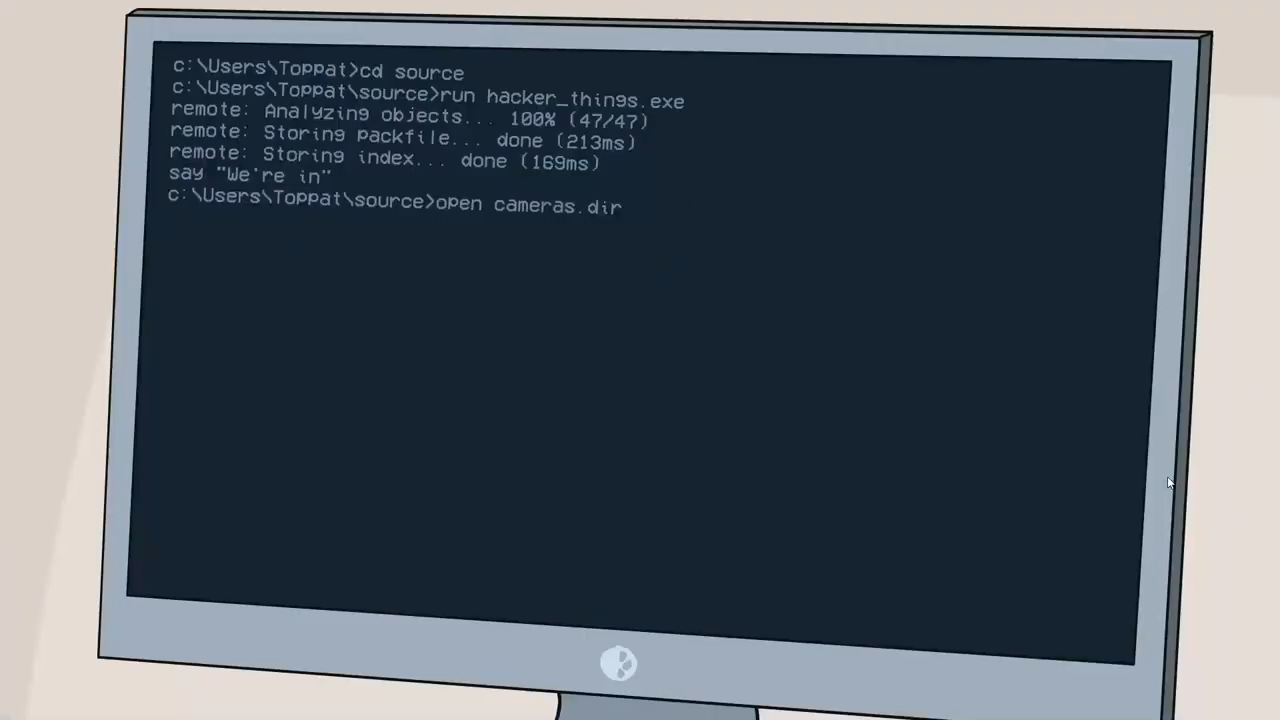 c:\Users\Toppat>cd source
c:\Users\Toppat\source>run hacker_things.exe
remote: Analyzing objects... 100% (47/47)
remote: Storing packfile... done (213ms)
remote: Storing index... done (169ms)
say "We're in"
c:\Users\Toppat\source>open cameras.dir